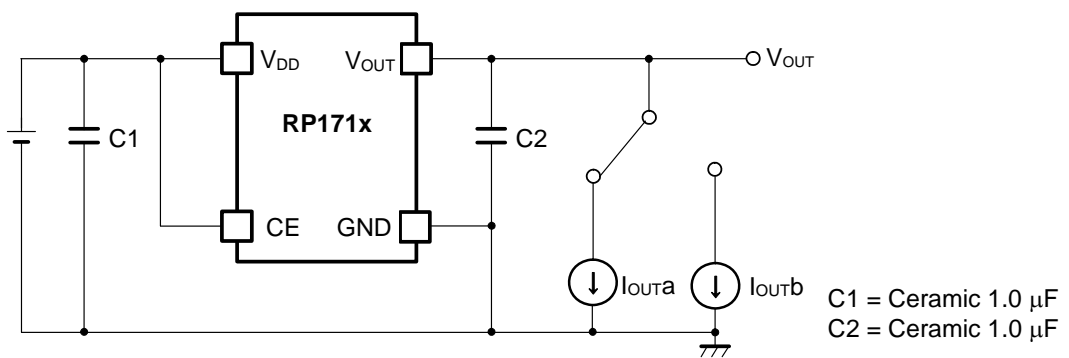 VDD
VOUT
VOUT
RP171x
C1
C2
CE
GND
IOUTa
IOUTb
C1 = Ceramic 1.0 μF
C2 = Ceramic 1.0 μF